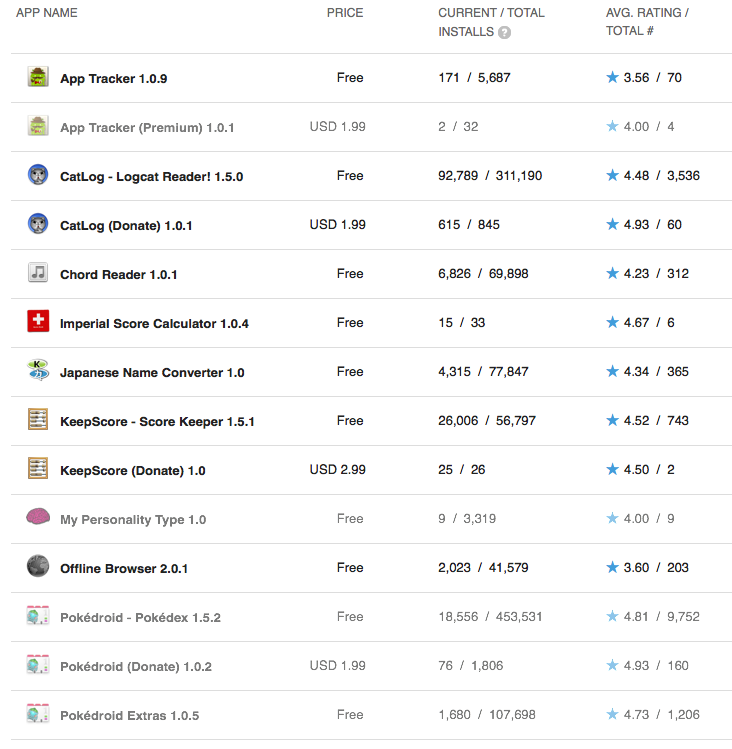 APP NAME PRICE CURRENT / TOTAL INSTALLS ? AVG. RATING / TOTAL #
App Tracker 1.0.9 Free 171 / 5,687 ★ 3.56 / 70
App Tracker (Premium) 1.0.1 USD 1.99 2 / 32 ★ 4.00 / 4
CatLog - Logcat Reader! 1.5.0 Free 92,789 / 311,190 ★ 4.48 / 3,536
CatLog (Donate) 1.0.1 USD 1.99 615 / 845 ★ 4.93 / 60
Chord Reader 1.0.1 Free 6,826 / 69,898 ★ 4.23 / 312
Imperial Score Calculator 1.0.4 Free 15 / 33 ★ 4.67 / 6
Japanese Name Converter 1.0 Free 4,315 / 77,847 ★ 4.34 / 365
KeepScore - Score Keeper 1.5.1 Free 26,006 / 56,797 ★ 4.52 / 743
KeepScore (Donate) 1.0 USD 2.99 25 / 26 ★ 4.50 / 2
My Personality Type 1.0 Free 9 / 3,319 ★ 4.00 / 9
Offline Browser 2.0.1 Free 2,023 / 41,579 ★ 3.60 / 203
Pokédroid - Pokédex 1.5.2 Free 18,556 / 453,531 ★ 4.81 / 9,752
Pokédroid (Donate) 1.0.2 USD 1.99 76 / 1,806 ★ 4.93 / 160
Pokédroid Extras 1.0.5 Free 1,680 / 107,698 ★ 4.73 / 1,206